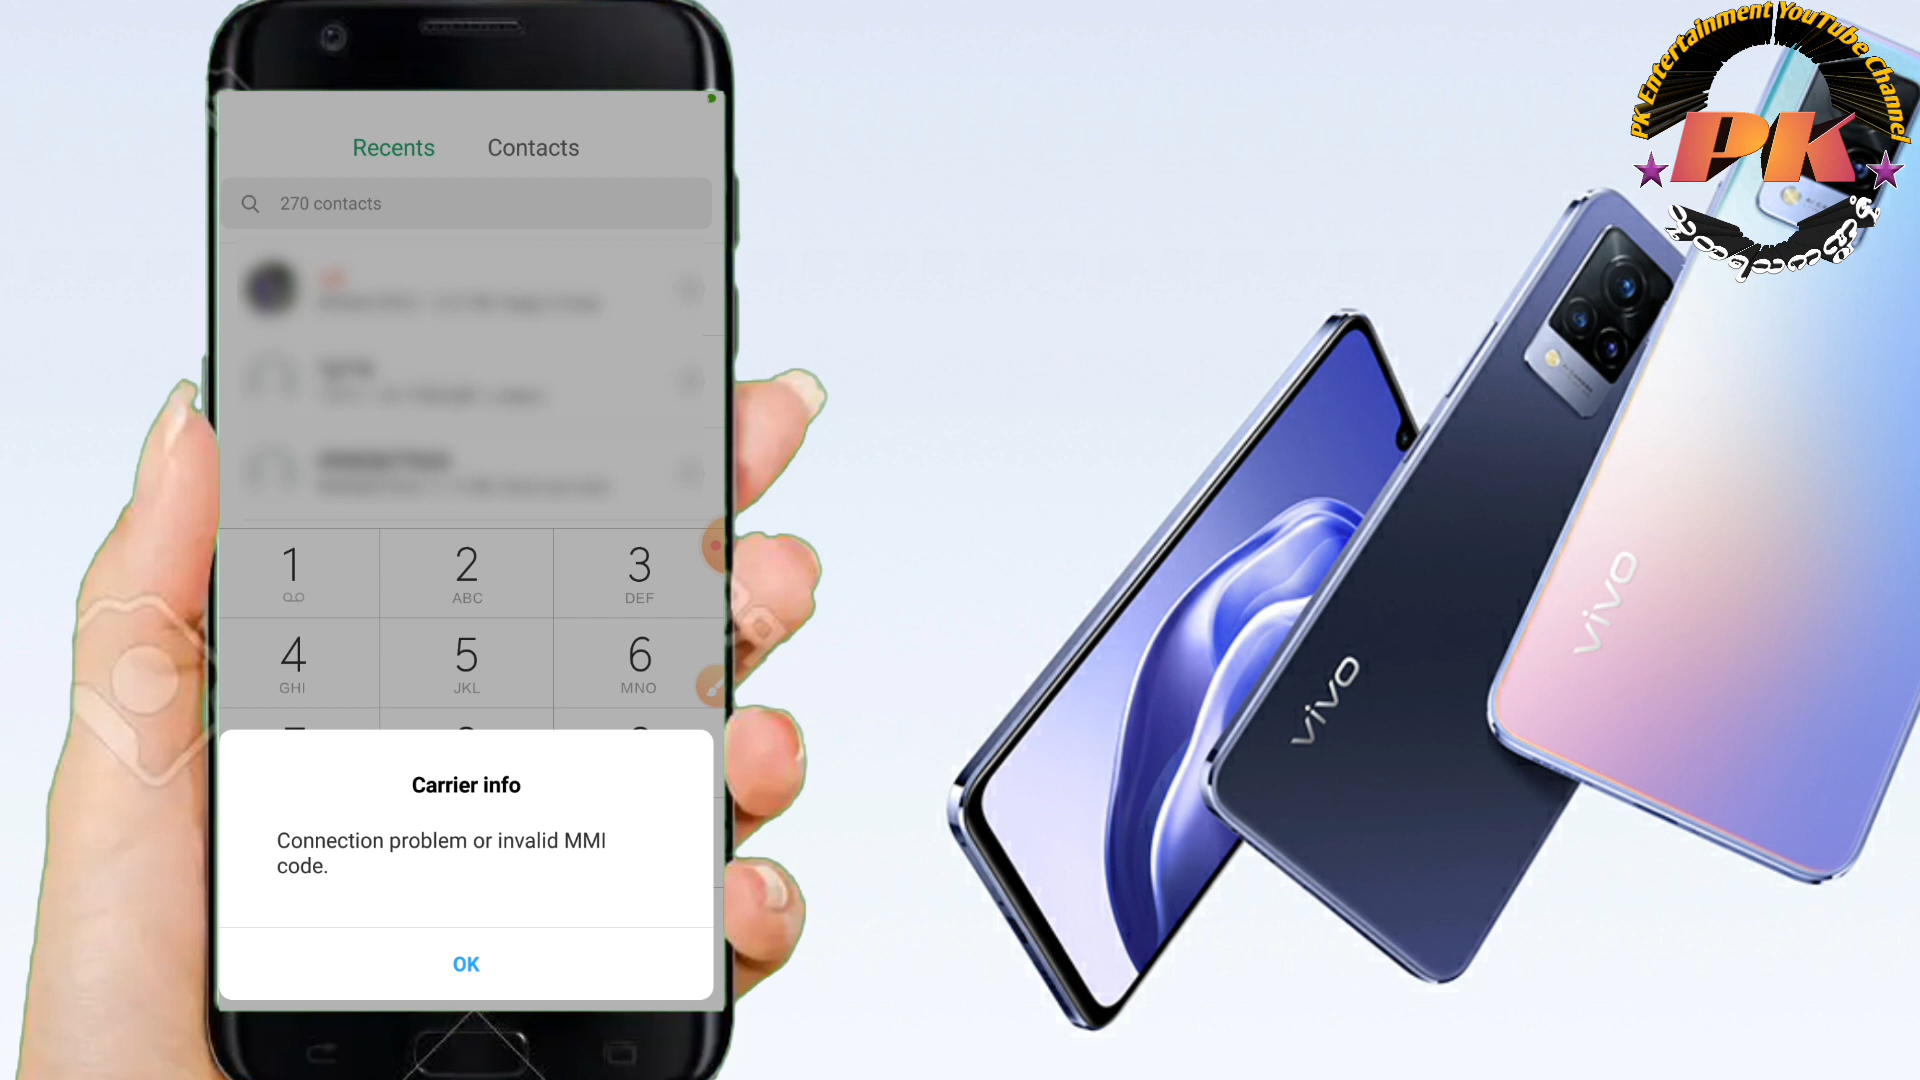 Recents Contacts
270 contacts
1 2 3
ABC DEF
4 5 6
GHI JKL MNO
Carrier info
Connection problem or invalid MMI
code.
OK
vivo
vivo
PK Entertainment YouTube Channel
PK